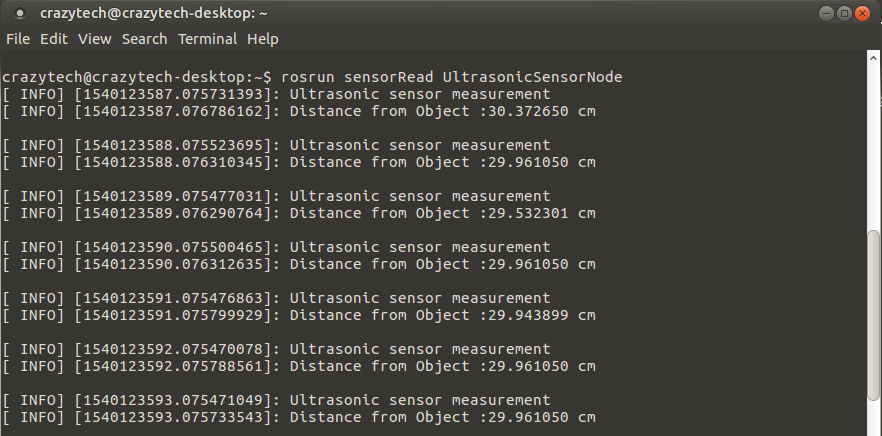 crazytech@crazytech-desktop: ~
File Edit View Search Terminal Help
crazytech@crazytech-desktop:~$ rosrun sensorRead UltrasonicSensorNode
[ INFO] [1540123587.075731393]: Ultrasonic sensor measurement
[ INFO] [1540123587.076786162]: Distance from Object :30.372650 cm
[ INFO] [1540123588.075523695]: Ultrasonic sensor measurement
[ INFO] [1540123588.076310345]: Distance from Object :29.961050 cm
[ INFO] [1540123589.075477031]: Ultrasonic sensor measurement
[ INFO] [1540123589.076290764]: Distance from Object :29.532301 cm
[ INFO] [1540123590.075500465]: Ultrasonic sensor measurement
[ INFO] [1540123590.076312635]: Distance from Object :29.961050 cm
[ INFO] [1540123591.075476863]: Ultrasonic sensor measurement
[ INFO] [1540123591.075799929]: Distance from Object :29.943899 cm
[ INFO] [1540123592.075470078]: Ultrasonic sensor measurement
[ INFO] [1540123592.075788561]: Distance from Object :29.961050 cm
[ INFO] [1540123593.075471049]: Ultrasonic sensor measurement
[ INFO] [1540123593.075733543]: Distance from Object :29.961050 cm